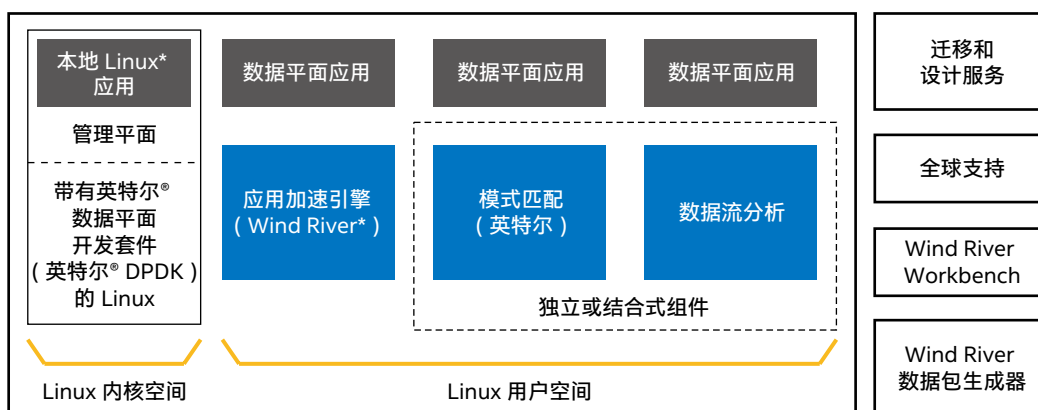 本地 Linux*
应用
管理平面
带有英特尔®
数据平面
开发套件
(英特尔® DPDK)
的 Linux
数据平面应用
数据平面应用
数据平面应用
应用加速引擎
(Wind River*)
模式匹配
(英特尔)
数据流分析
独立或结合式组件
Linux 内核空间
Linux 用户空间
迁移和
设计服务
全球支持
Wind River
Workbench
Wind River
数据包生成器